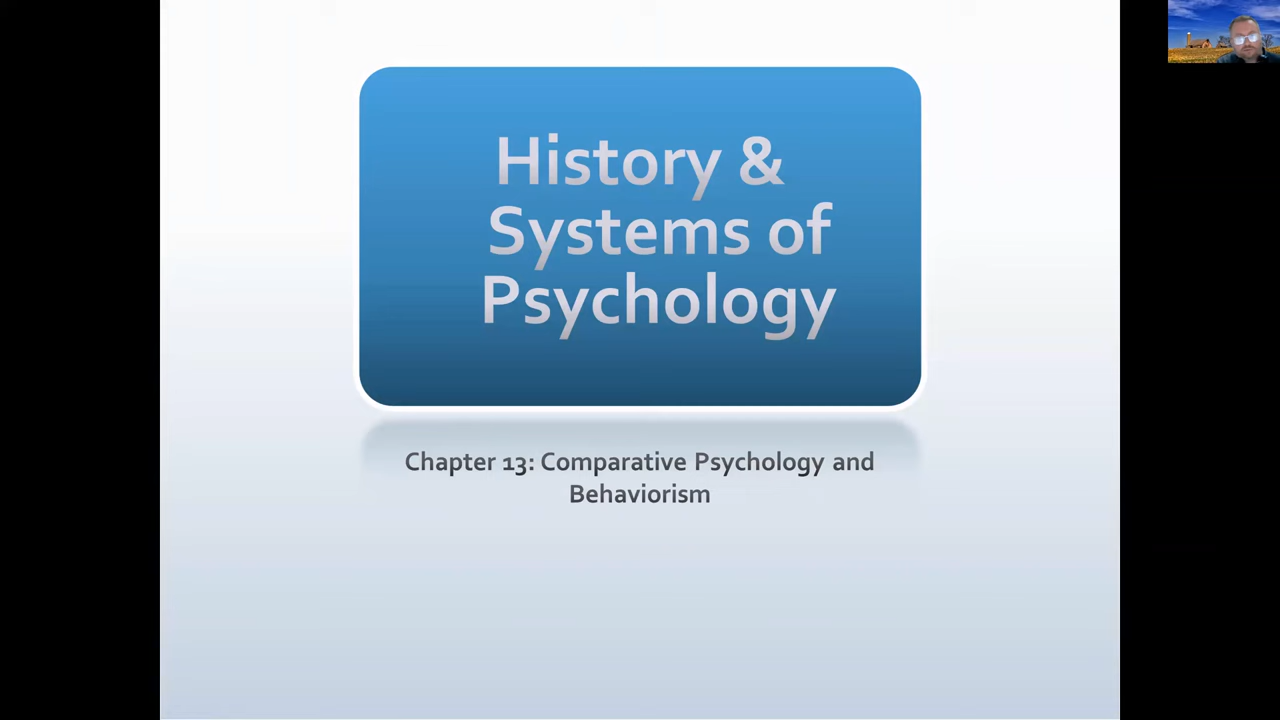 History &
Systems of
Psychology
Chapter 13: Comparative Psychology and
Behaviorism